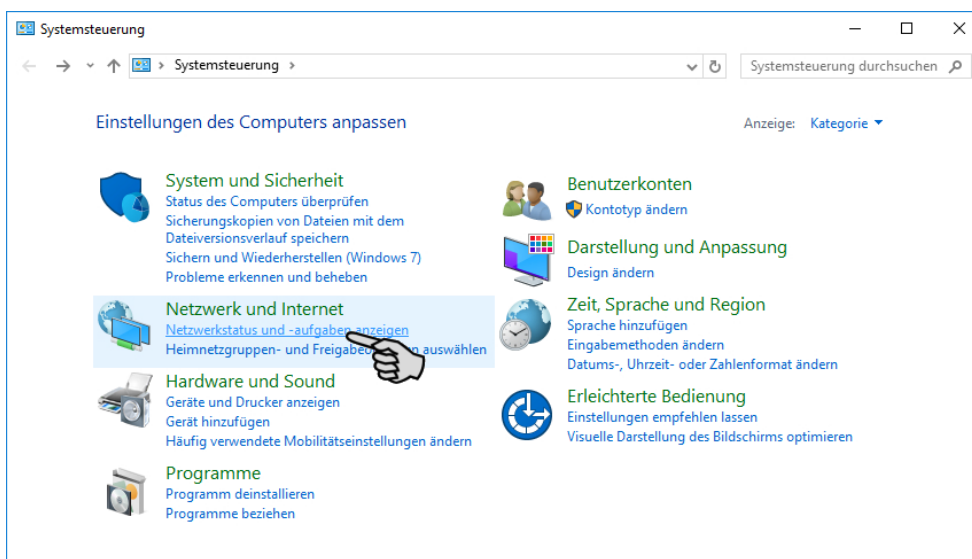 Systemsteuerung
Systemsteuerung
Systemsteuerung durchsuchen
Einstellungen des Computers anpassen
Anzeige: Kategorie
System und Sicherheit
Status des Computers überprüfen
Sicherungskopien von Dateien mit dem
Dateiversionsverlauf speichern
Sichern und Wiederherstellen (Windows 7)
Probleme erkennen und beheben
Netzwerk und Internet
Netzwerkstatus und -aufgaben anzeigen
Heimnetzgruppen- und auswählen
Hardware und Sound
Geräte und Drucker anzeigen
Gerät hinzufügen
Häufig verwendete Mobilitätseinstellungen ändern
Programme
Programm deinstallieren
Programme beziehen
Benutzerkonten
Kontotyp ändern
Darstellung und Anpassung
Design ändern
Zeit, Sprache und Region
Sprache hinzufügen
Eingabemethoden ändern
Datums-, Uhrzeit- oder Zahlenformat ändern
Erleichterte Bedienung
Einstellungen empfehlen lassen
Visuelle Darstellung des Bildschirms optimieren